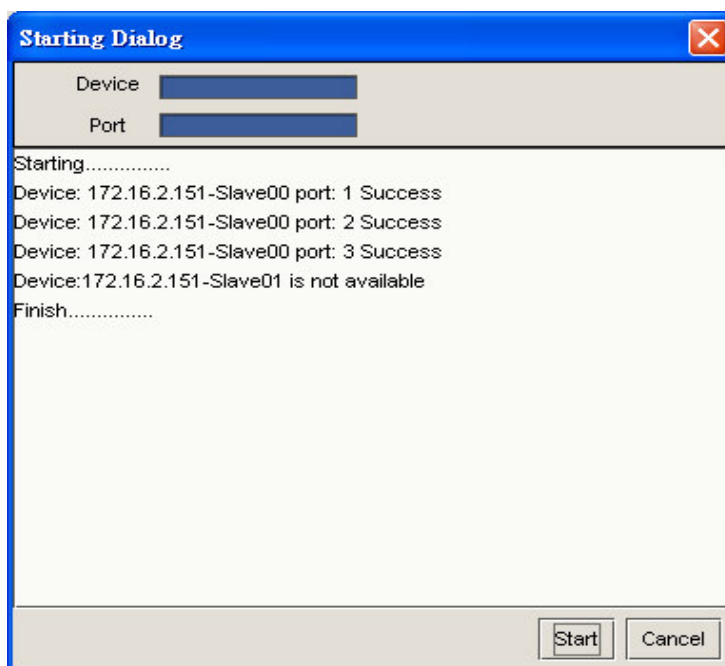 Starting Dialog
Device
Port
Starting...............
Device: 172.16.2.151-Slave00 port: 1 Success
Device: 172.16.2.151-Slave00 port: 2 Success
Device: 172.16.2.151-Slave00 port: 3 Success
Device:172.16.2.151-Slave01 is not available
Finish...............
Start Cancel